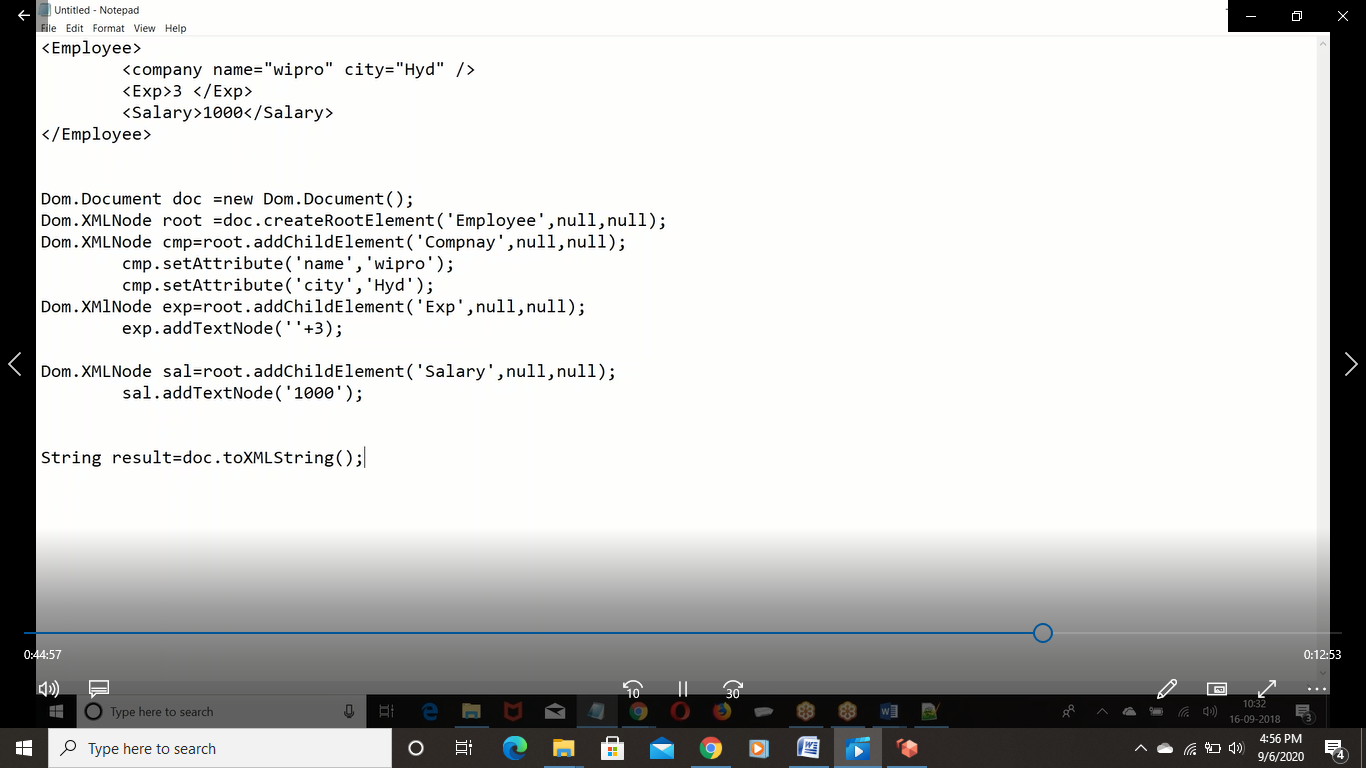 Untitled - Notepad
File Edit Format View Help
<Employee>
<company name="wipro" city="Hyd" />
<Exp>3 </Exp>
<Salary>1000</Salary>
</Employee>
Dom.Document doc =new Dom.Document();
Dom.XMLNode root =doc.createRootElement('Employee',null,null);
Dom.XMLNode cmp=root.addChildElement('Compnay',null,null);
cmp.setAttribute('name','wipro');
cmp.setAttribute('city','Hyd');
Dom.XMlNode exp=root.addChildElement('Exp',null,null);
exp.addTextNode(''+3);
Dom.XMLNode sal=root.addChildElement('Salary',null,null);
sal.addTextNode('1000');
String result=doc.toXMLString();
0:44:57 0:12:53
10 30
Type here to search 10:32
16-09-2018 3
Type here to search 4:56 PM
9/6/2020 4